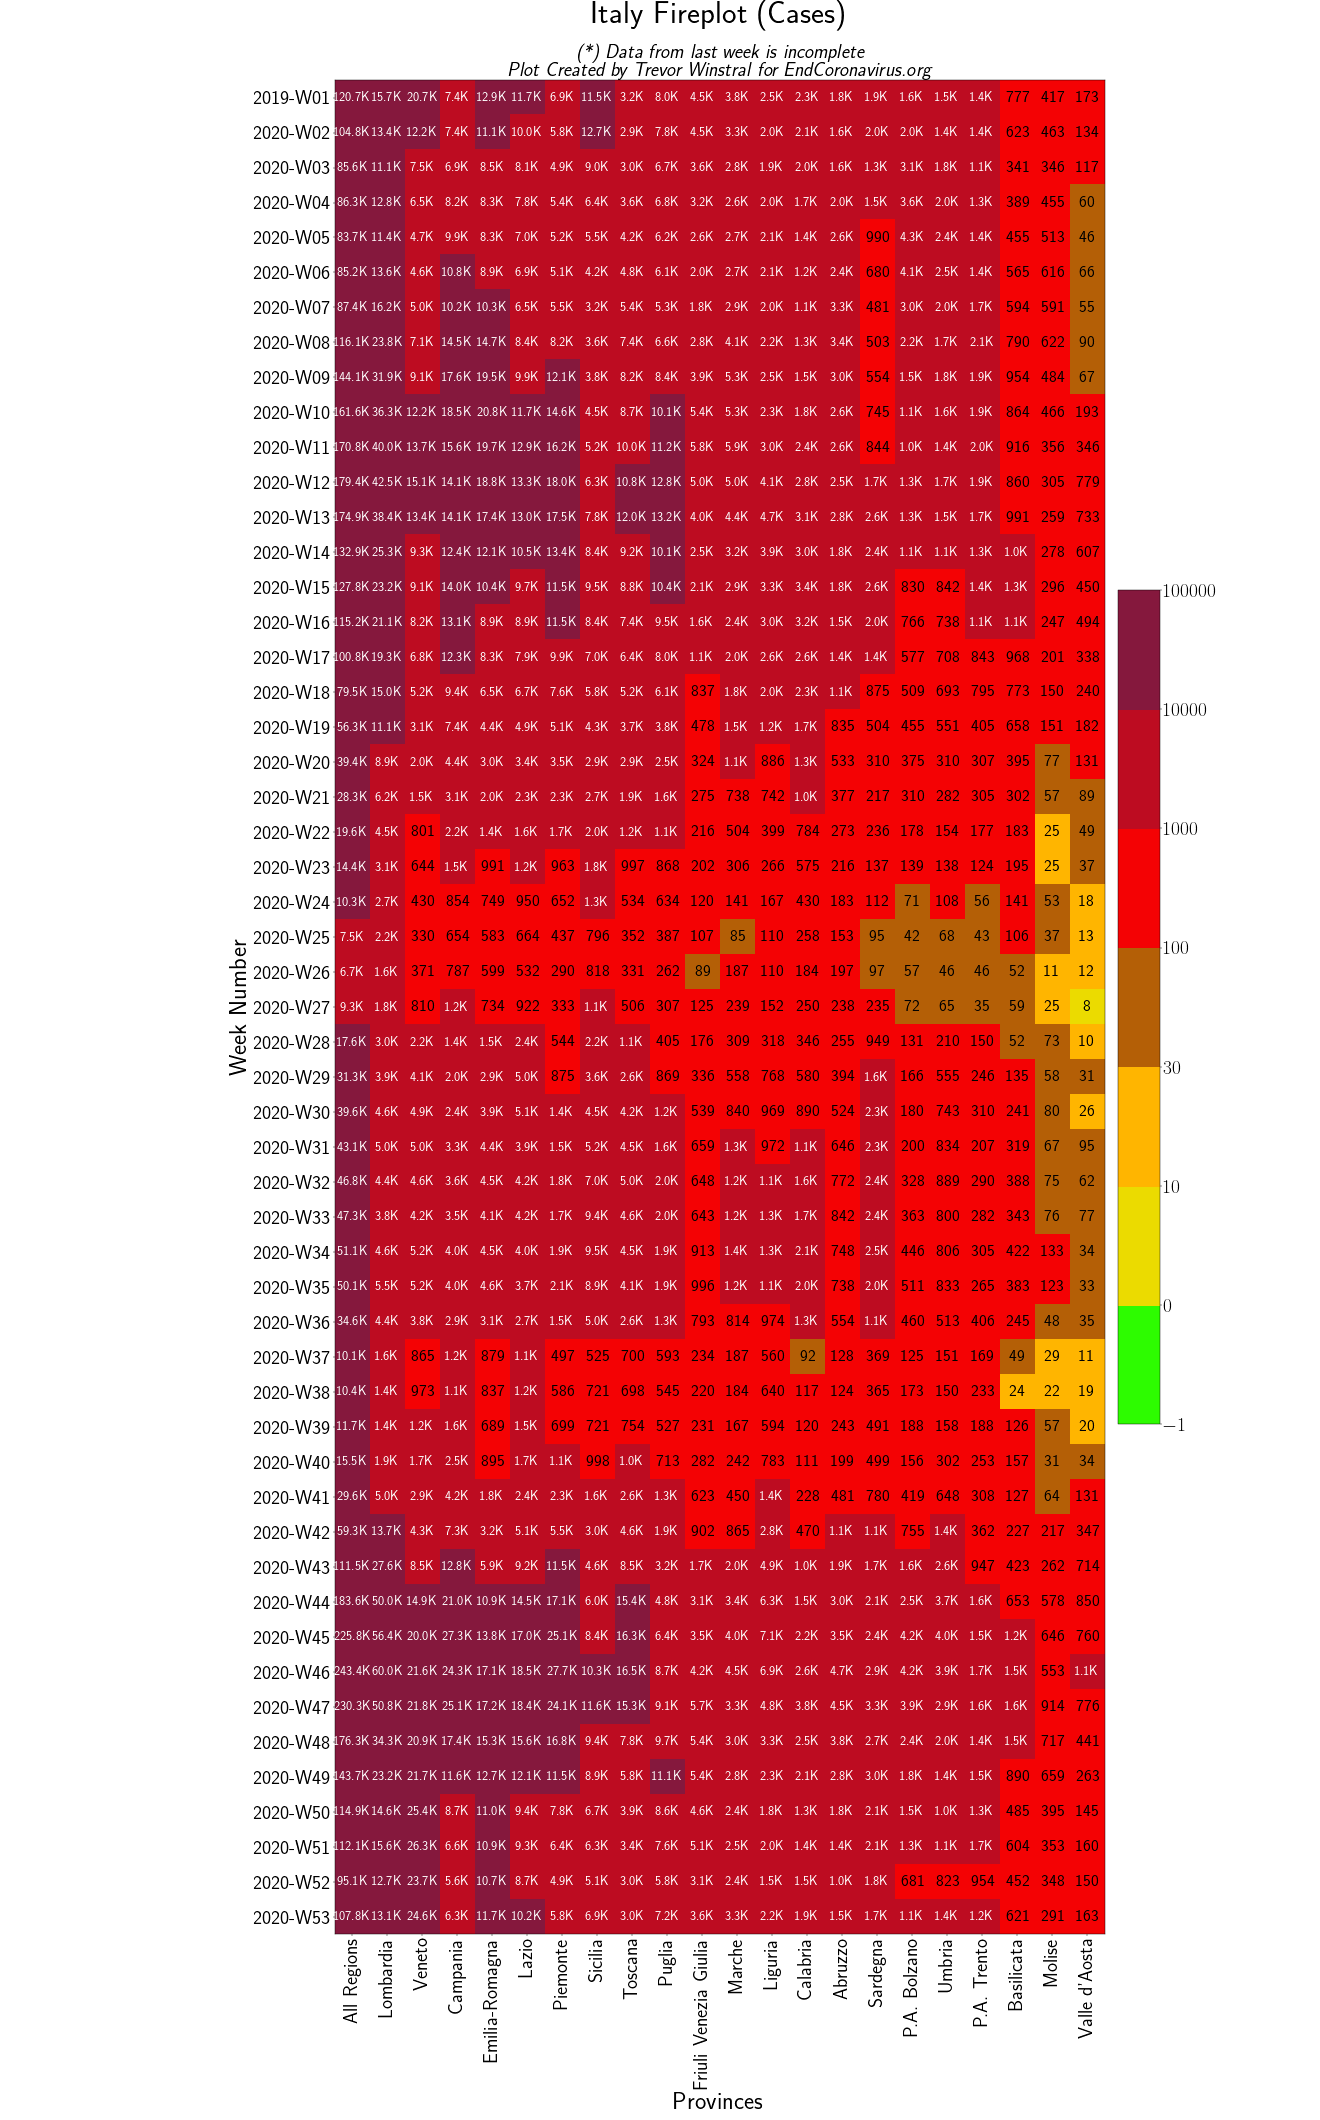 Italy Fireplot (Cases)
(*) Data from last week is incomplete
Plot Created by Trevor Winstral for EndCoronavirus.org
2019-W01 120.7K 15.7K 20.7K 7.4K 12.9K 11.7K 6.9K 11.5K 3.2K 8.0K 4.5K 3.8K 2.5K 2.3K 1.8K 1.9K 1.6K 1.5K 1.4K 777 417 173
2020-W02 104.8K 13.4K 12.2K 7.4K 11.1K 10.0K 5.8K 12.7K 2.9K 7.8K 4.5K 3.3K 2.0K 2.1K 1.6K 2.0K 2.0K 1.4K 1.4K 623 463 134
2020-W03 85.6K 11.1K 7.5K 6.9K 8.5K 8.1K 4.9K 9.0K 3.0K 6.7K 3.6K 2.8K 1.9K 2.0K 1.6K 1.3K 3.1K 1.8K 1.1K 341 346 117
2020-W04 86.3K 12.8K 6.5K 8.2K 8.3K 7.8K 5.4K 6.4K 3.6K 6.8K 3.2K 2.6K 2.0K 1.7K 2.0K 1.5K 3.6K 2.0K 1.3K 389 455 60
2020-W05 83.7K 11.4K 4.7K 9.9K 8.3K 7.0K 5.2K 5.5K 4.2K 6.2K 2.6K 2.7K 2.1K 1.4K 2.6K 990 4.3K 2.4K 1.4K 455 513 46
2020-W06 85.2K 13.6K 4.6K 10.8K 8.9K 6.9K 5.1K 4.2K 4.8K 6.1K 2.0K 2.7K 2.1K 1.2K 2.4K 680 4.1K 2.5K 1.4K 565 616 66
2020-W07 87.4K 16.2K 5.0K 10.2K 10.3K 6.5K 5.5K 3.2K 5.4K 5.3K 1.8K 2.9K 2.0K 1.1K 3.3K 481 3.0K 2.0K 1.7K 594 591 55
2020-W08 116.1K 23.8K 7.1K 14.5K 14.7K 8.4K 8.2K 3.6K 7.4K 6.6K 2.8K 4.1K 2.2K 1.3K 3.4K 503 2.2K 1.7K 2.1K 790 622 90
2020-W09 144.1K 31.9K 9.1K 17.6K 19.5K 9.9K 12.1K 3.8K 8.2K 8.4K 3.9K 5.3K 2.5K 1.5K 3.0K 554 1.5K 1.8K 1.9K 954 484 67
2020-W10 161.6K 36.3K 12.2K 18.5K 20.8K 11.7K 14.6K 4.5K 8.7K 10.1K 5.4K 5.3K 2.3K 1.8K 2.6K 745 1.1K 1.6K 1.9K 864 466 193
2020-W11 170.8K 40.0K 13.7K 15.6K 19.7K 12.9K 16.2K 5.2K 10.0K 11.2K 5.8K 5.9K 3.0K 2.4K 2.6K 844 1.0K 1.4K 2.0K 916 356 346
2020-W12 179.4K 42.5K 15.1K 14.1K 18.8K 13.3K 18.0K 6.3K 10.8K 12.8K 5.0K 5.0K 4.1K 2.8K 2.5K 1.7K 1.3K 1.7K 1.9K 860 305 779
2020-W13 174.9K 38.4K 13.4K 14.1K 17.4K 13.0K 17.5K 7.8K 12.0K 13.2K 4.0K 4.4K 4.7K 3.1K 2.8K 2.6K 1.3K 1.5K 1.7K 991 259 733
2020-W14 132.9K 25.3K 9.3K 12.4K 12.1K 10.5K 13.4K 8.4K 9.2K 10.1K 2.5K 3.2K 3.9K 3.0K 1.8K 2.4K 1.1K 1.1K 1.3K 1.0K 278 607
2020-W15 127.8K 23.2K 9.1K 14.0K 10.4K 9.7K 11.5K 9.5K 8.8K 10.4K 2.1K 2.9K 3.3K 3.4K 1.8K 2.6K 830 842 1.4K 1.3K 296 450
2020-W16 115.2K 21.1K 8.2K 13.1K 8.9K 8.9K 11.5K 8.4K 7.4K 9.5K 1.6K 2.4K 3.0K 3.2K 1.5K 2.0K 766 738 1.1K 1.1K 247 494
2020-W17 100.8K 19.3K 6.8K 12.3K 8.3K 7.9K 9.9K 7.0K 6.4K 8.0K 1.1K 2.0K 2.6K 2.6K 1.4K 1.4K 577 708 843 968 201 338
2020-W18 79.5K 15.0K 5.2K 9.4K 6.5K 6.7K 7.6K 5.8K 5.2K 6.1K 837 1.8K 2.0K 2.3K 1.1K 875 509 693 795 773 150 240
2020-W19 56.3K 11.1K 3.1K 7.4K 4.4K 4.9K 5.1K 4.3K 3.7K 3.8K 478 1.5K 1.2K 1.7K 835 504 455 551 405 658 151 182
2020-W20 39.4K 8.9K 2.0K 4.4K 3.0K 3.4K 3.5K 2.9K 2.9K 2.5K 324 1.1K 886 1.3K 533 310 375 310 307 395 77 131
2020-W21 28.3K 6.2K 1.5K 3.1K 2.0K 2.3K 2.3K 2.7K 1.9K 1.6K 275 738 742 1.0K 377 217 310 282 305 302 57 89
2020-W22 19.6K 4.5K 801 2.2K 1.4K 1.6K 1.7K 2.0K 1.2K 1.1K 216 504 399 784 273 236 178 154 177 183 25 49
2020-W23 14.4K 3.1K 644 1.5K 991 1.2K 963 1.8K 997 868 202 306 266 575 216 137 139 138 124 195 25 37
2020-W24 10.3K 2.7K 430 854 749 950 652 1.3K 534 634 120 141 167 430 183 112 71 108 56 141 53 18
2020-W25 7.5K 2.2K 330 654 583 664 437 796 352 387 107 85 110 258 153 95 42 68 43 106 37 13
2020-W26 6.7K 1.6K 371 787 599 532 290 818 331 262 89 187 110 184 197 97 57 46 46 52 11 12
2020-W27 9.3K 1.8K 810 1.2K 734 922 333 1.1K 506 307 125 239 152 250 238 235 72 65 35 59 25 8
2020-W28 17.6K 3.0K 2.2K 1.4K 1.5K 2.4K 544 2.2K 1.1K 405 176 309 318 346 255 949 131 210 150 52 73 10
2020-W29 31.3K 3.9K 4.1K 2.0K 2.9K 5.0K 875 3.6K 2.6K 869 336 558 768 580 394 1.6K 166 555 246 135 58 31
2020-W30 39.6K 4.6K 4.9K 2.4K 3.9K 5.1K 1.4K 4.5K 4.2K 1.2K 539 840 969 890 524 2.3K 180 743 310 241 80 26
2020-W31 43.1K 5.0K 5.0K 3.3K 4.4K 3.9K 1.5K 5.2K 4.5K 1.6K 659 1.3K 972 1.1K 646 2.3K 200 834 207 319 67 95
2020-W32 46.8K 4.4K 4.6K 3.6K 4.5K 4.2K 1.8K 7.0K 5.0K 2.0K 648 1.2K 1.1K 1.6K 772 2.4K 328 889 290 388 75 62
2020-W33 47.3K 3.8K 4.2K 3.5K 4.1K 4.2K 1.7K 9.4K 4.6K 2.0K 643 1.2K 1.3K 1.7K 842 2.4K 363 800 282 343 76 77
2020-W34 51.1K 4.6K 5.2K 4.0K 4.5K 4.0K 1.9K 9.5K 4.5K 1.9K 913 1.4K 1.3K 2.1K 748 2.5K 446 806 305 422 133 34
2020-W35 50.1K 5.5K 5.2K 4.0K 4.6K 3.7K 2.1K 8.9K 4.1K 1.9K 996 1.2K 1.1K 2.0K 738 2.0K 511 833 265 383 123 33
2020-W36 34.6K 4.4K 3.8K 2.9K 3.1K 2.7K 1.5K 5.0K 2.6K 1.3K 793 814 974 1.3K 554 1.1K 460 513 406 245 48 35
2020-W37 10.1K 1.6K 865 1.2K 879 1.1K 497 525 700 593 234 187 560 92 128 369 125 151 169 49 29 11
2020-W38 10.4K 1.4K 973 1.1K 837 1.2K 586 721 698 545 220 184 640 117 124 365 173 150 233 24 22 19
2020-W39 11.7K 1.4K 1.2K 1.6K 689 1.5K 699 721 754 527 231 167 594 120 243 491 188 158 188 126 57 20
2020-W40 15.5K 1.9K 1.7K 2.5K 895 1.7K 1.1K 998 1.0K 713 282 242 783 111 199 499 156 302 253 157 31 34
2020-W41 29.6K 5.0K 2.9K 4.2K 1.8K 2.4K 2.3K 1.6K 2.6K 1.3K 623 450 1.4K 228 481 780 419 648 308 127 64 131
2020-W42 59.3K 13.7K 4.3K 7.3K 3.2K 5.1K 5.5K 3.0K 4.6K 1.9K 902 865 2.8K 470 1.1K 1.1K 755 1.4K 362 227 217 347
2020-W43 111.5K 27.6K 8.5K 12.8K 5.9K 9.2K 11.5K 4.6K 8.5K 3.2K 1.7K 2.0K 4.9K 1.0K 1.9K 1.7K 1.6K 2.6K 947 423 262 714
2020-W44 183.6K 50.0K 14.9K 21.0K 10.9K 14.5K 17.1K 6.0K 15.4K 4.8K 3.1K 3.4K 6.3K 1.5K 3.0K 2.1K 2.5K 3.7K 1.6K 653 578 850
2020-W45 225.8K 56.4K 20.0K 27.3K 13.8K 17.0K 25.1K 8.4K 16.3K 6.4K 3.5K 4.0K 7.1K 2.2K 3.5K 2.4K 4.2K 4.0K 1.5K 1.2K 646 760
2020-W46 243.4K 60.0K 21.6K 24.3K 17.1K 18.5K 27.7K 10.3K 16.5K 8.7K 4.2K 4.5K 6.9K 2.6K 4.7K 2.9K 4.2K 3.9K 1.7K 1.5K 553 1.1K
2020-W47 230.3K 50.8K 21.8K 25.1K 17.2K 18.4K 24.1K 11.6K 15.3K 9.1K 5.7K 3.3K 4.8K 3.8K 4.5K 3.3K 3.9K 2.9K 1.6K 1.6K 914 776
2020-W48 176.3K 34.3K 20.9K 17.4K 15.3K 15.6K 16.8K 9.4K 7.8K 9.7K 5.4K 3.0K 3.3K 2.5K 3.8K 2.7K 2.4K 2.0K 1.4K 1.5K 717 441
2020-W49 143.7K 23.2K 21.7K 11.6K 12.7K 12.1K 11.5K 8.9K 5.8K 11.1K 5.4K 2.8K 2.3K 2.1K 2.8K 3.0K 1.8K 1.4K 1.5K 890 659 263
2020-W50 114.9K 14.6K 25.4K 8.7K 11.0K 9.4K 7.8K 6.7K 3.9K 8.6K 4.6K 2.4K 1.8K 1.3K 1.8K 2.1K 1.5K 1.0K 1.3K 485 395 145
2020-W51 112.1K 15.6K 26.3K 6.6K 10.9K 9.3K 6.4K 6.3K 3.4K 7.6K 5.1K 2.5K 2.0K 1.4K 1.4K 2.1K 1.3K 1.1K 1.7K 604 353 160
2020-W52 95.1K 12.7K 23.7K 5.6K 10.7K 8.7K 4.9K 5.1K 3.0K 5.8K 3.1K 2.4K 1.5K 1.5K 1.0K 1.8K 681 823 954 452 348 150
2020-W53 107.8K 13.1K 24.6K 6.3K 11.7K 10.2K 5.8K 6.9K 3.0K 7.2K 3.6K 3.3K 2.2K 1.9K 1.5K 1.7K 1.1K 1.4K 1.2K 621 291 163
Week Number
All Regions
Lombardia
Veneto
Campania
Emilia-Romagna
Lazio
Piemonte
Sicilia
Toscana
Puglia
Friuli Venezia Giulia
Marche
Liguria
Calabria
Abruzzo
Sardegna
P.A. Bolzano
Umbria
P.A. Trento
Basilicata
Molise
Valle d'Aosta
Provinces
100000
10000
1000
100
30
10
0
−1